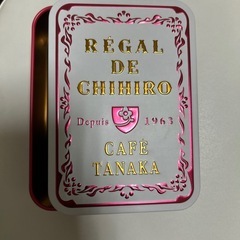 RÉGAL
DE
CHIHIRO
Depuis 1963
CAFÉ
TANAKA